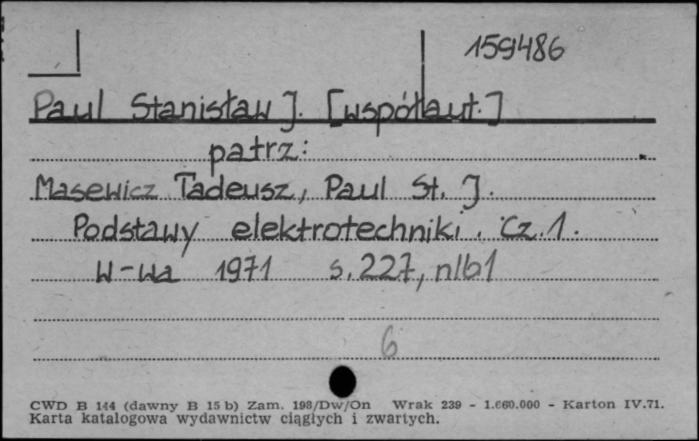 159486
Paul Stanisław J. [współaut.]
patrz:
Masewicz Tadeusz, Paul St. J.
Podstawy elektrotechniki. Cz. 1.
W-wa 1971 s. 227, nlb1
6
CWD B 144 (dawny B 15 b) Zam. 198/Dw/On Wrak 239 - 1.660.000 - Karton IV.71.
Karta katalogowa wydawnictw ciągłych i zwartych.